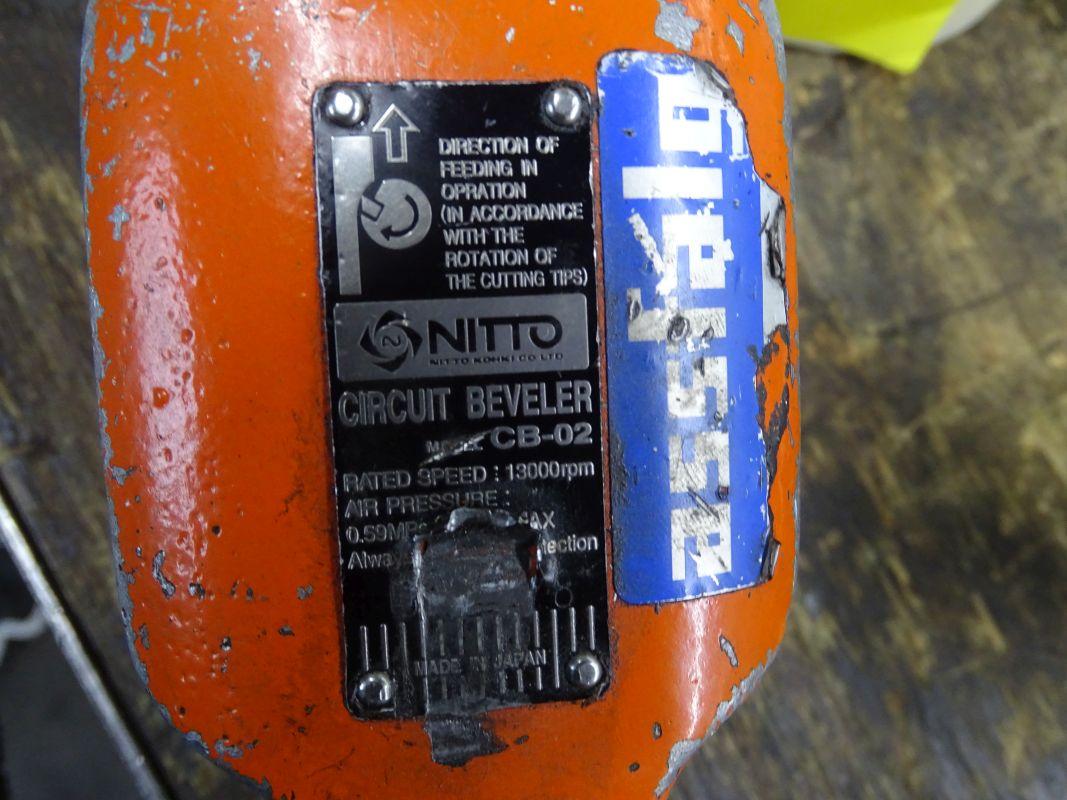 DIRECTION OF
FEEDING IN
OPRATION
(IN ACCORDANCE
WITH THE
ROTATION OF
THE CUTTING TIPS)
NITTO
NITTO KOHKI CO LTD
CIRCUIT BEVELER
MODEL CB-02
RATED SPEED : 13000rpm
AIR PRESSURE :
0.59MPa
MADE IN JAPAN